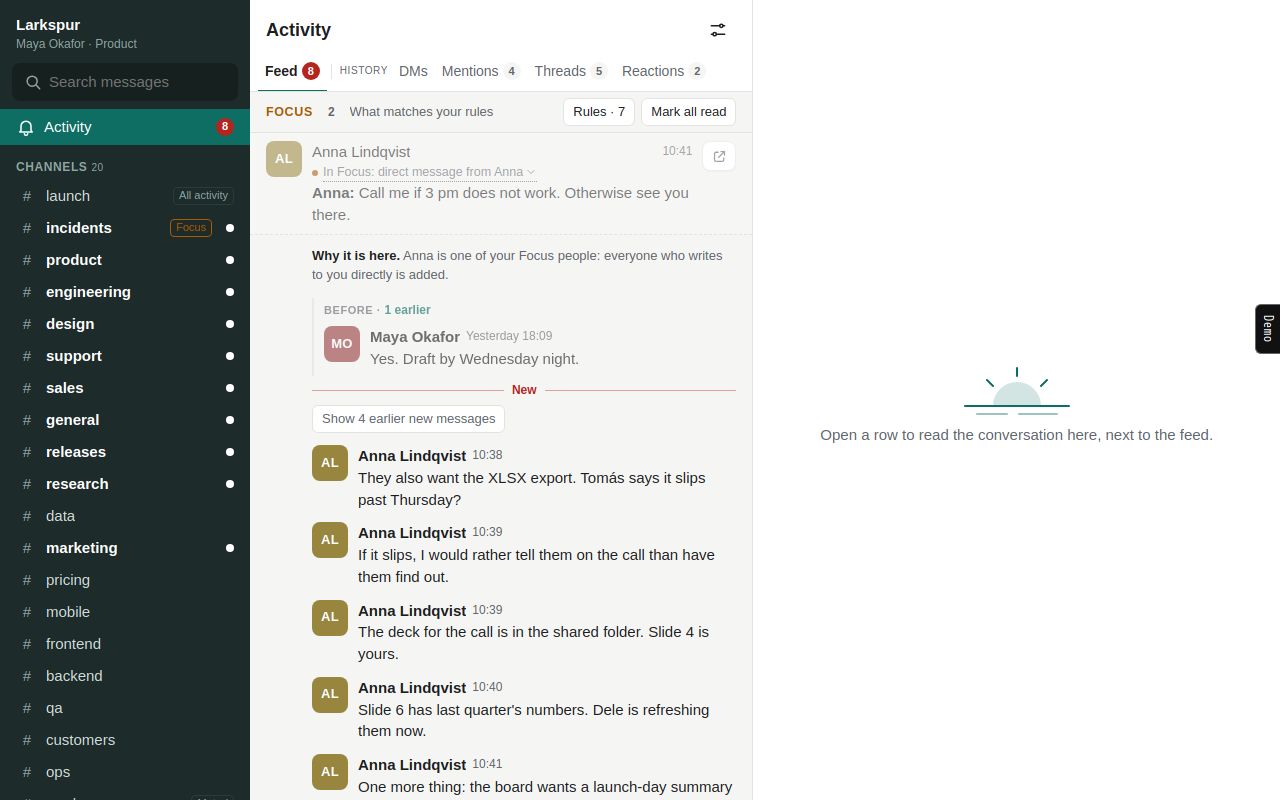 Larkspur
Maya Okafor · Product
Search messages
Activity 8
CHANNELS 20
# launch All activity
# incidents Focus
# product
# engineering
# design
# support
# sales
# general
# releases
# research
# data
# marketing
# pricing
# mobile
# frontend
# backend
# qa
# customers
# ops
Activity
Feed 8 HISTORY DMs Mentions 4 Threads 5 Reactions 2
FOCUS 2 What matches your rules Rules · 7 Mark all read
AL Anna Lindqvist 10:41
In Focus: direct message from Anna
Anna: Call me if 3 pm does not work. Otherwise see you
there.
Why it is here. Anna is one of your Focus people: everyone who writes
to you directly is added.
BEFORE · 1 earlier
MO Maya Okafor Yesterday 18:09
Yes. Draft by Wednesday night.
New
Show 4 earlier new messages
AL Anna Lindqvist 10:38
They also want the XLSX export. Tomás says it slips
past Thursday?
AL Anna Lindqvist 10:39
If it slips, I would rather tell them on the call than have
them find out.
AL Anna Lindqvist 10:39
The deck for the call is in the shared folder. Slide 4 is
yours.
AL Anna Lindqvist 10:40
Slide 6 has last quarter's numbers. Dele is refreshing
them now.
AL Anna Lindqvist 10:41
One more thing: the board wants a launch-day summary
Open a row to read the conversation here, next to the feed.
Demo